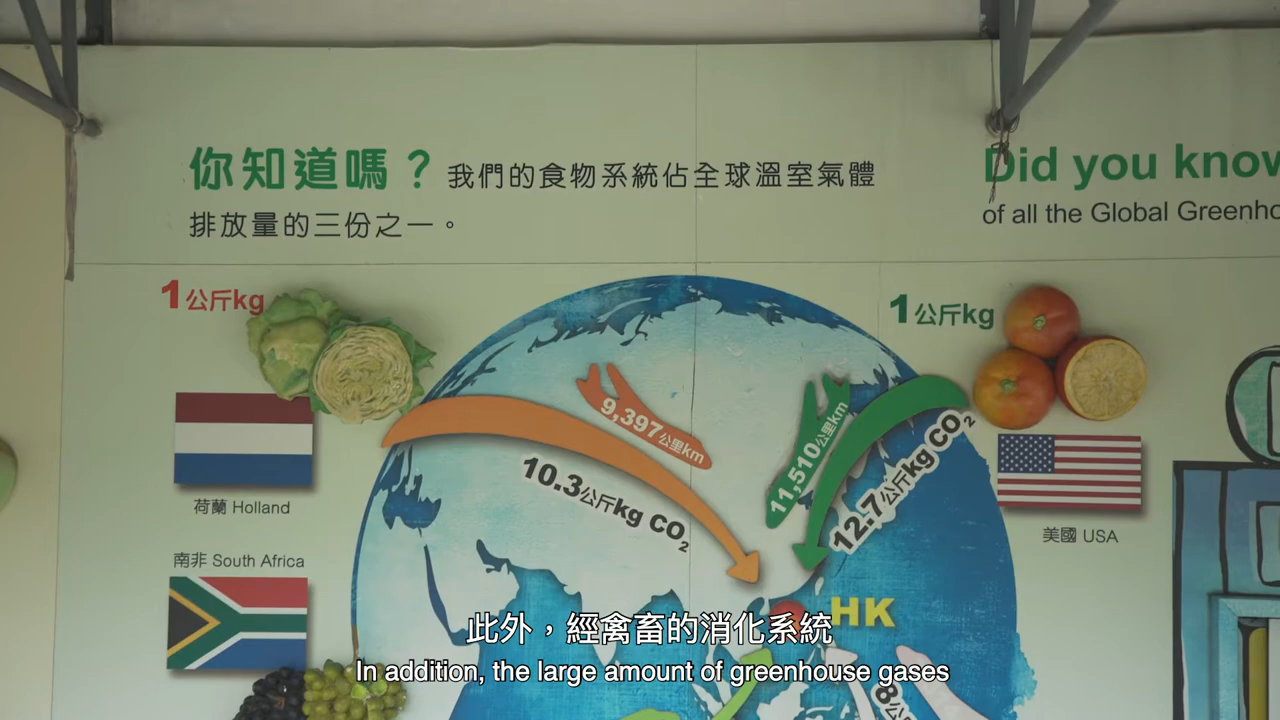 你知道嗎？我們的食物系統佔全球溫室氣體
排放量的三份之一。
Did you know
of all the Global Greenho
1公斤kg
1公斤kg
9,397公里km
11,510公里km
10.3公斤kg CO₂
12.7公斤kg CO₂
荷蘭 Holland
美國 USA
南非 South Africa
HK
此外，經禽畜的消化系統
In addition, the large amount of greenhouse gases